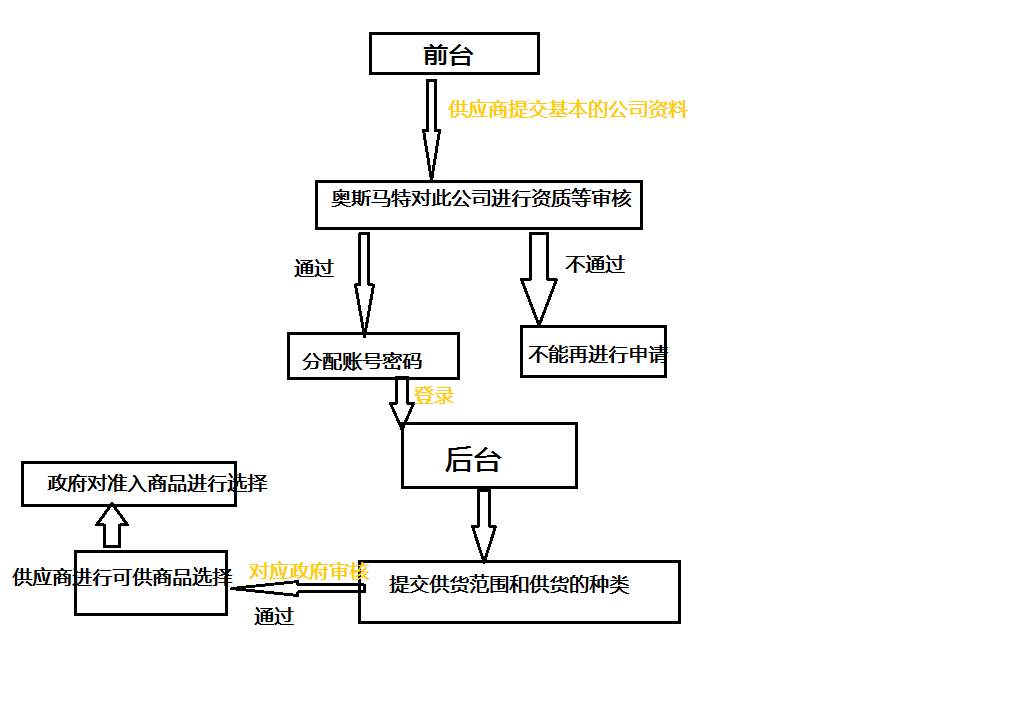 前台
供应商提交基本的公司资料
奥斯马特对此公司进行资质等审核
通过
不通过
分配账号密码
不能再进行申请
登录
后台
政府对准入商品进行选择
供应商进行可供商品选择
对应政府审核
提交供货范围和供货的种类
通过